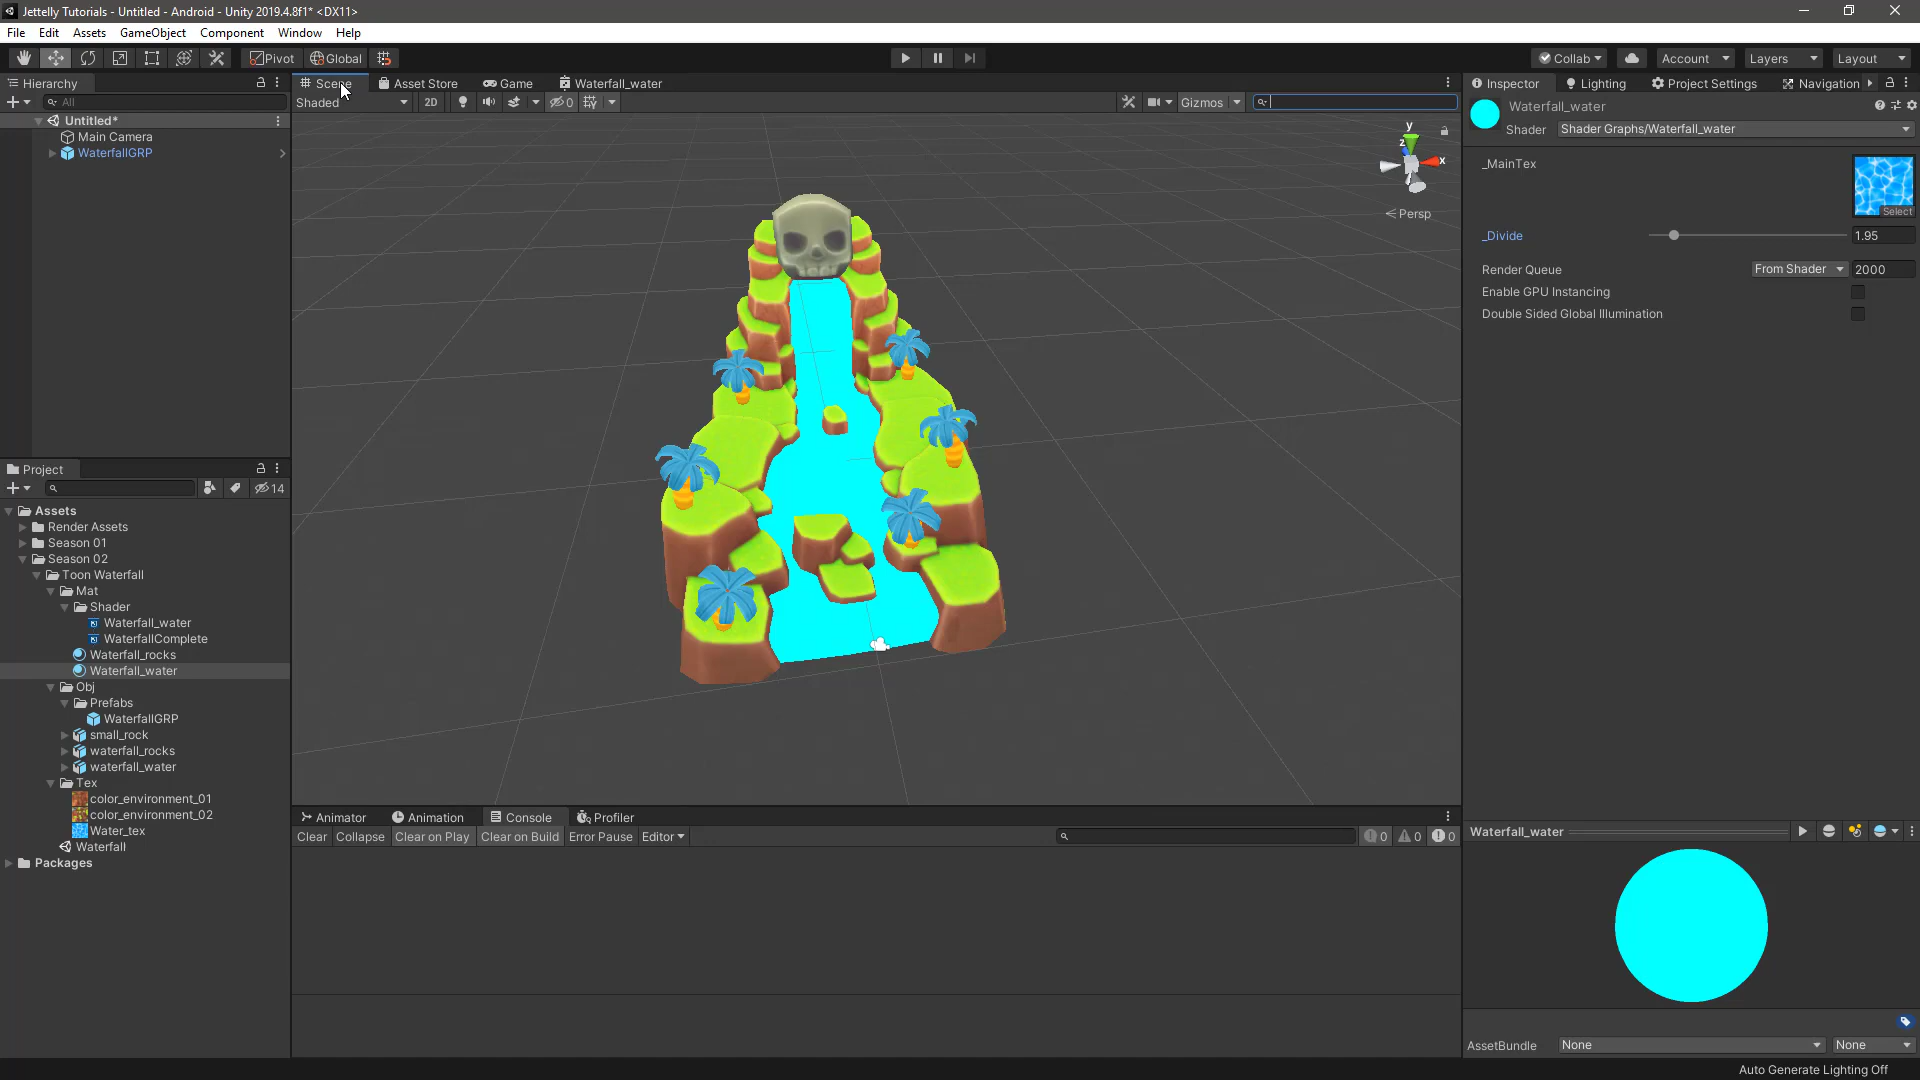 Jettelly Tutorials - Untitled - Android - Unity 2019.4.8f1* <DX11>
File Edit Assets GameObject Component Window Help
Pivot Global Collab Account Layers Layout
Hierarchy
All
Untitled*
Main Camera
WaterfallGRP
Project
14
Assets
Render Assets
Season 01
Season 02
Toon Waterfall
Mat
Shader
Waterfall_water
WaterfallComplete
Waterfall_rocks
Waterfall_water
Obj
Prefabs
WaterfallGRP
small_rock
waterfall_rocks
waterfall_water
Tex
color_environment_01
color_environment_02
Water_tex
Waterfall
Packages
Scene Asset Store Game Waterfall_water
Shaded 2D 0 Gizmos
y
z
x
Persp
Animator Animation Console Profiler
Clear Collapse Clear on Play Clear on Build Error Pause Editor 0 0 0
Inspector Lighting Project Settings Navigation
Waterfall_water
Shader Shader Graphs/Waterfall_water
_MainTex
Select
_Divide 1.95
Render Queue From Shader 2000
Enable GPU Instancing
Double Sided Global Illumination
Waterfall_water
AssetBundle None None
Auto Generate Lighting Off